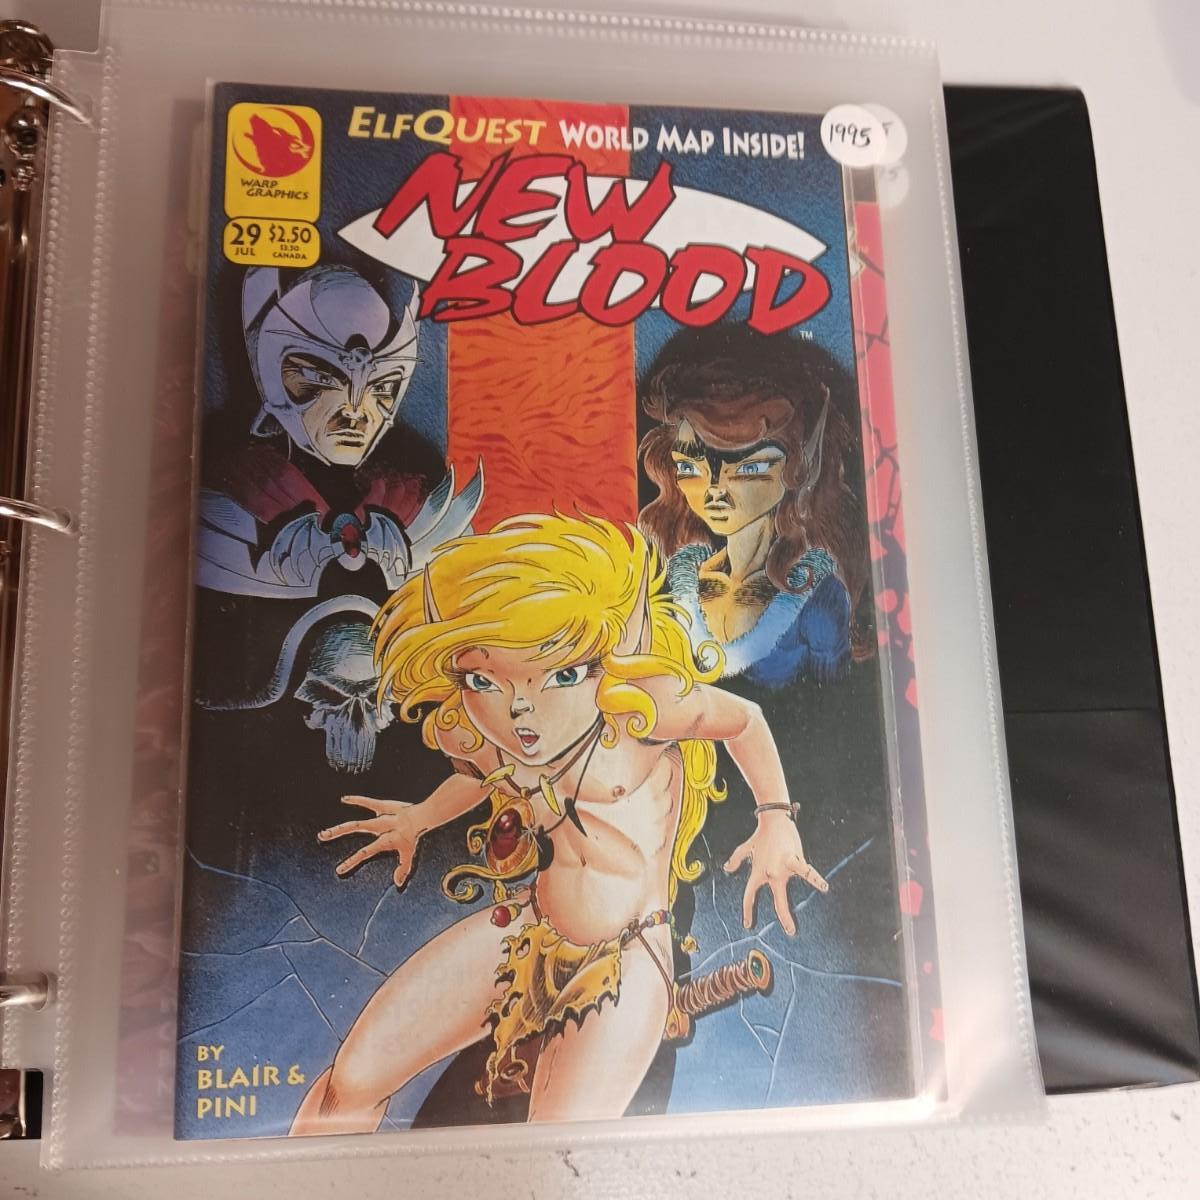 ELFQUEST WORLD MAP INSIDE!
1995
WARP
GRAPHICS
NEW
BLOOD
TM
29 $2.50
JUL $3.50
CANADA
BY
BLAIR &
PINI